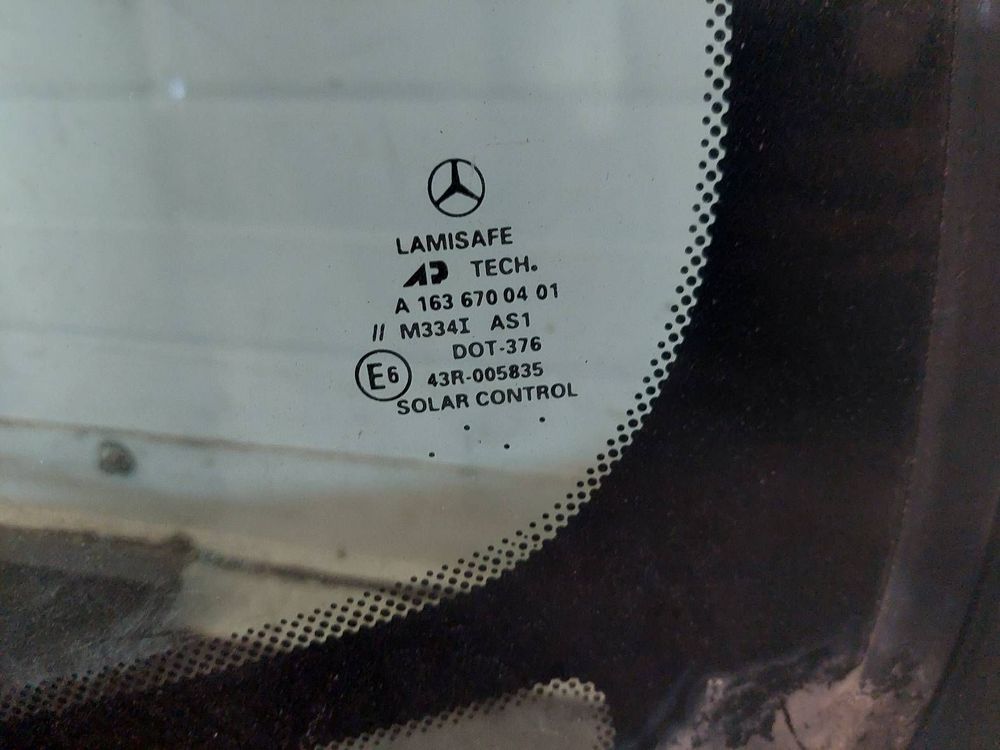 LAMISAFE
AP TECH.
A 163 670 04 01
// M334I AS1
DOT-376
E6 43R-005835
SOLAR CONTROL